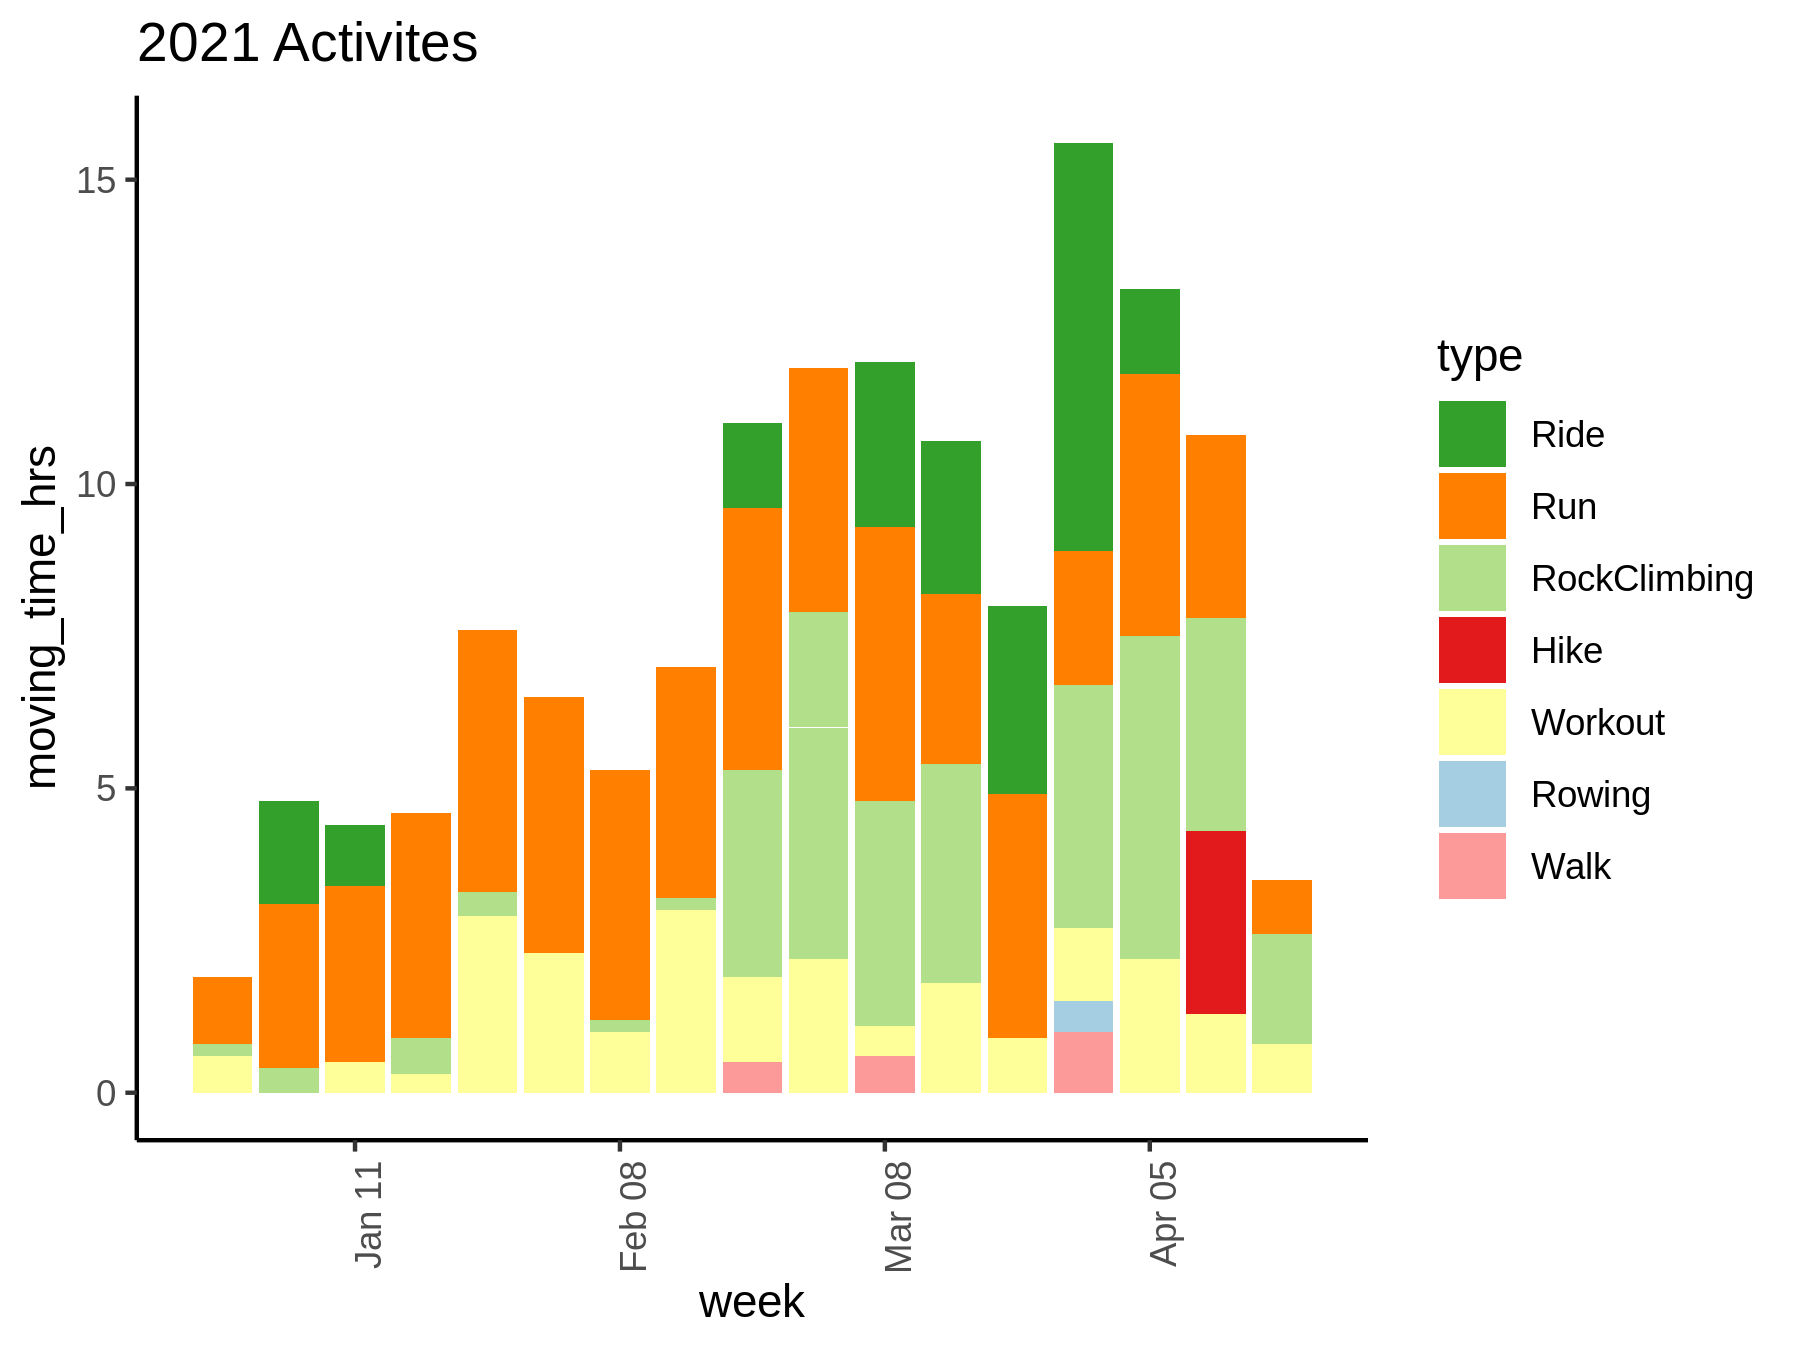 2021 Activites
moving_time_hrs
15
10
5
0
Jan 11
Feb 08
Mar 08
Apr 05
week
type
Ride
Run
RockClimbing
Hike
Workout
Rowing
Walk